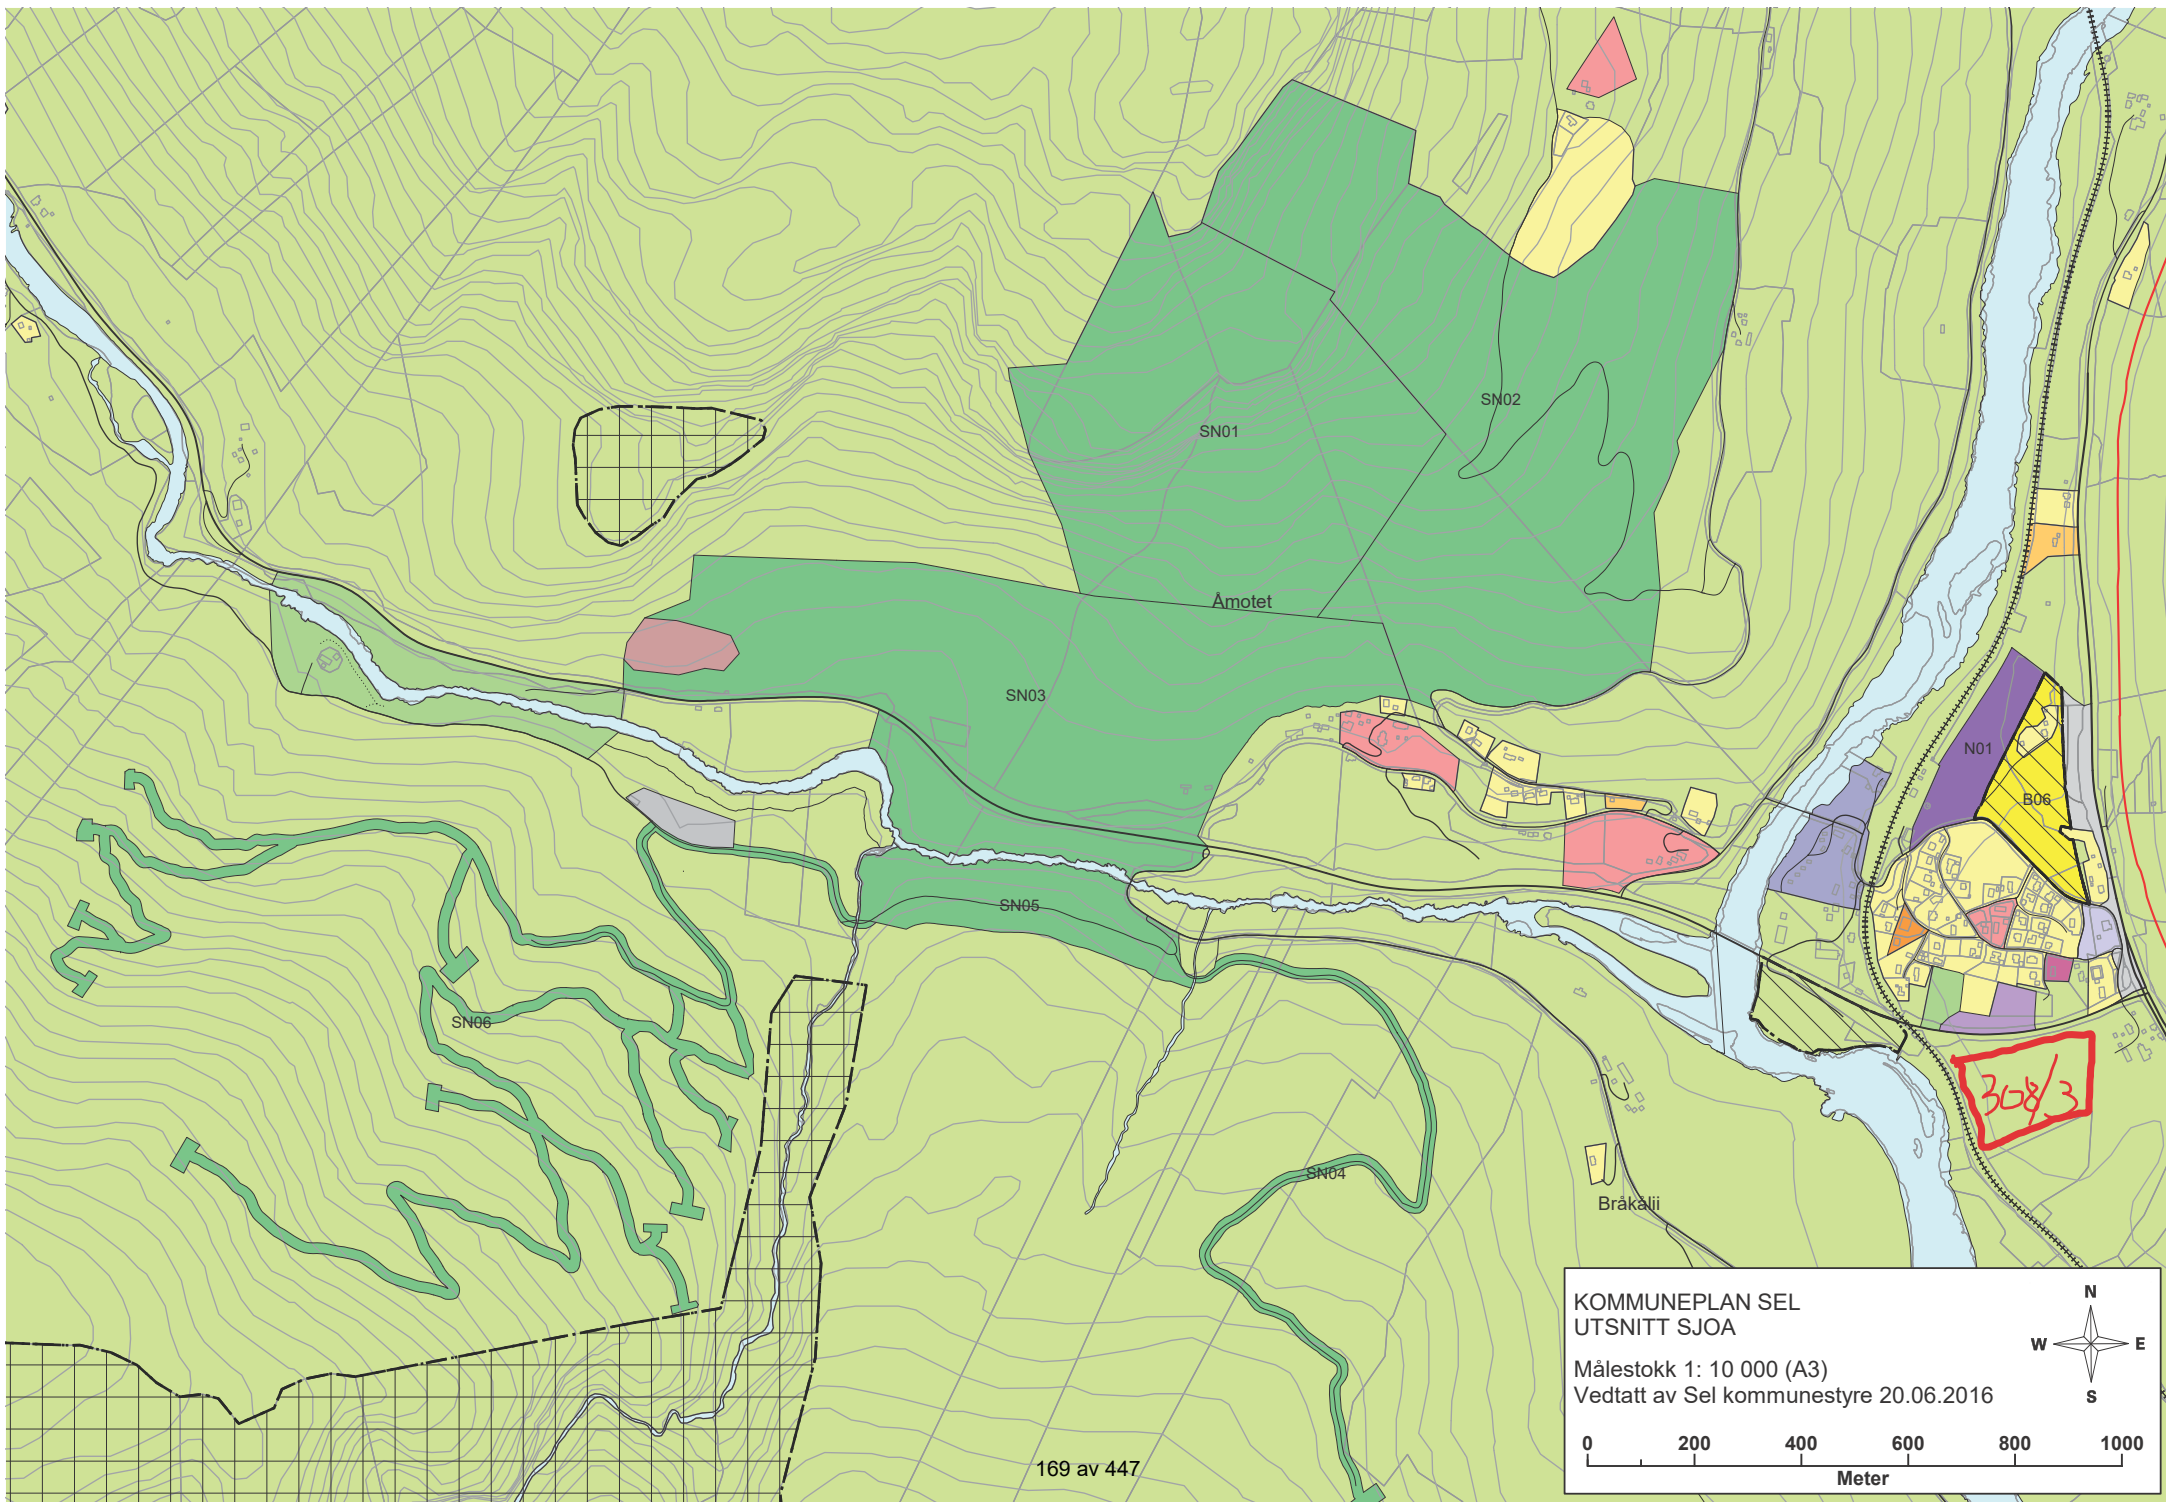 SN02
SN01
Åmotet
SN03
N01
B06
SN05
SN06
308/3
SN04
Bråkålii
KOMMUNEPLAN SEL
UTSNITT SJOA
Målestokk 1: 10 000 (A3)
Vedtatt av Sel kommunestyre 20.06.2016
N
W E
S
0 200 400 600 800 1000
Meter
169 av 447